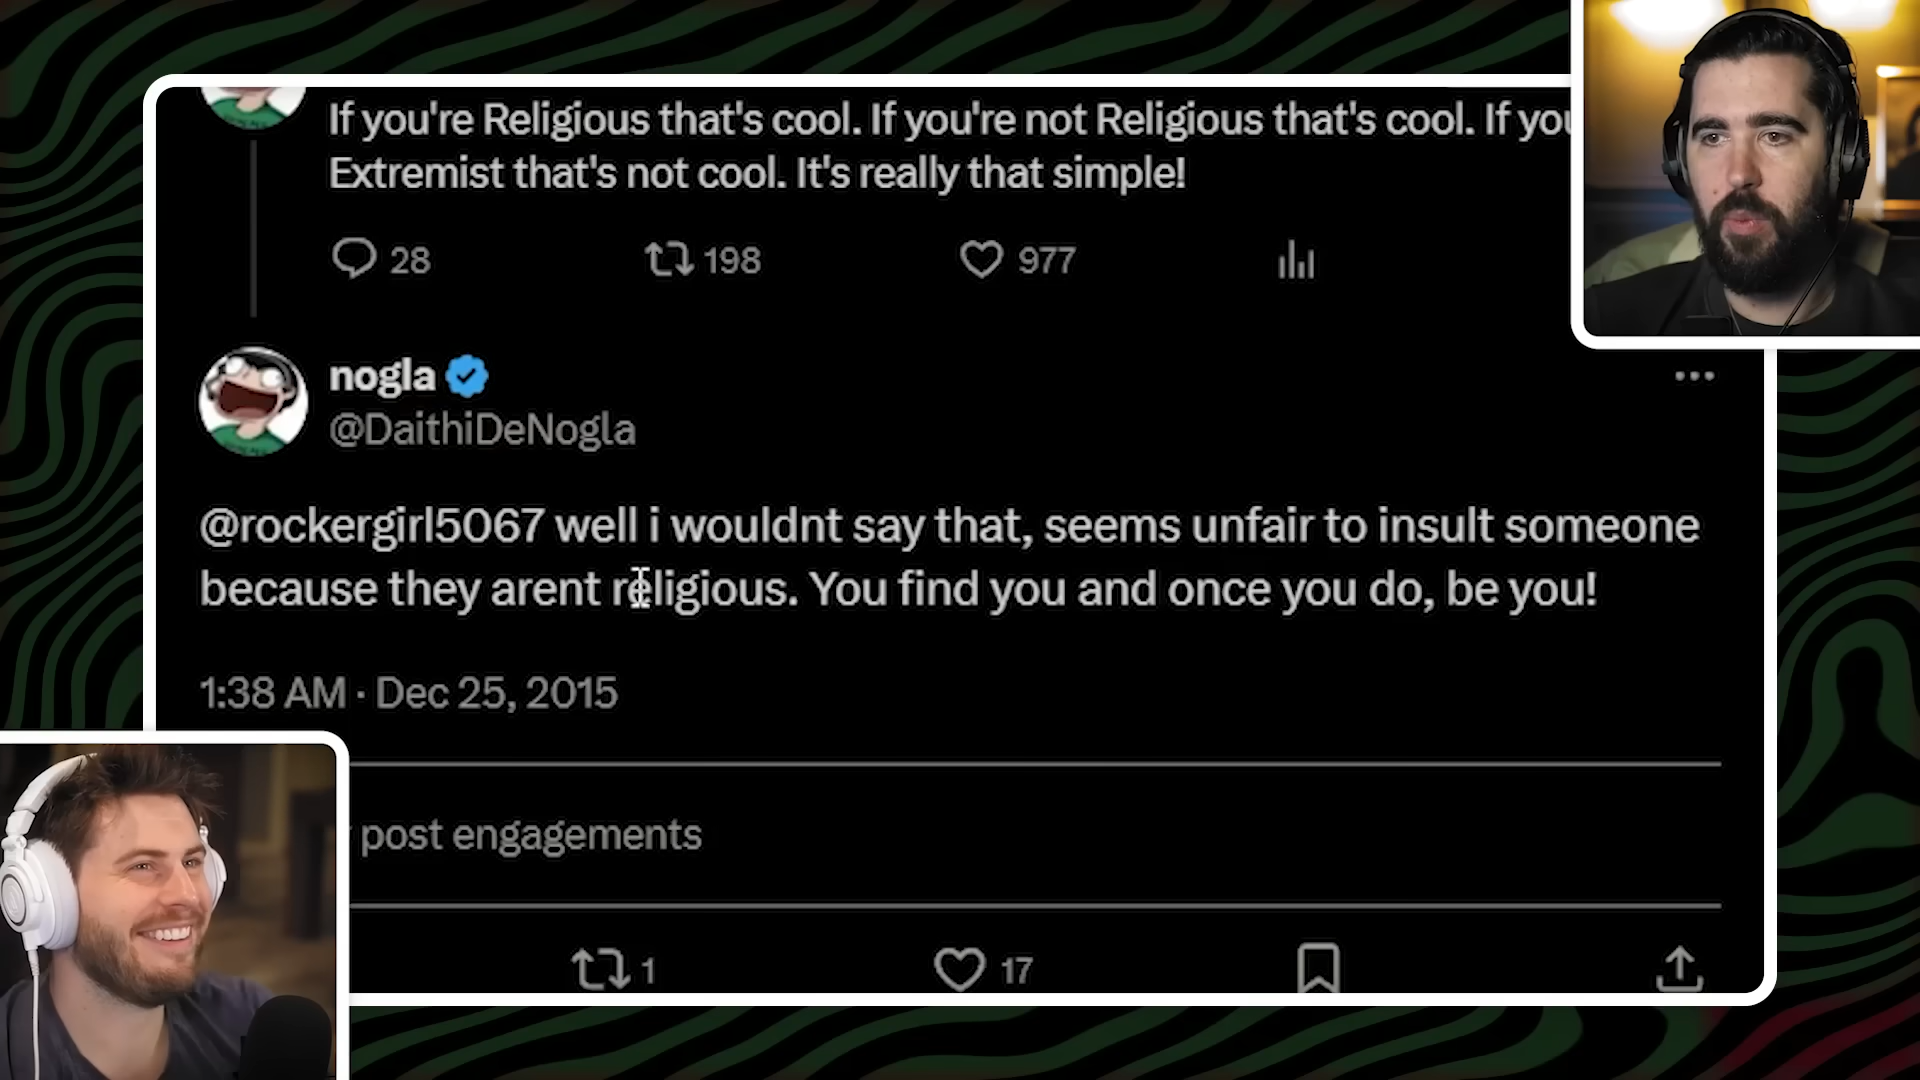 If you're Religious that's cool. If you're not Religious that's cool. If you
Extremist that's not cool. It's really that simple!
28 198 977
nogla
@DaithiDeNogla
@rockergirl5067 well i wouldnt say that, seems unfair to insult someone
because they arent religious. You find you and once you do, be you!
1:38 AM · Dec 25, 2015
post engagements
1 17